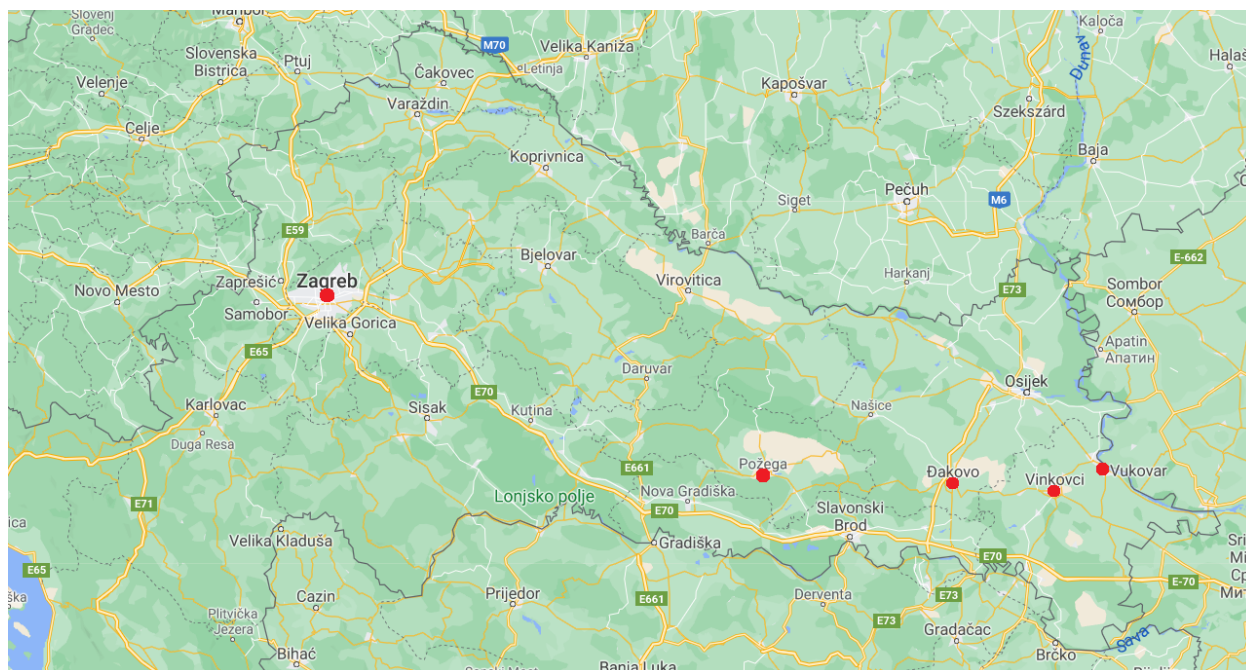 Slovenj
Gradec
Maribor
M70
Velika Kaniža
Kaloča
Dunav
Slovenska
Bistrica
Ptuj
Letinja
Halaš
Velenje
Čakovec
Kapošvar
Varaždin
Szekszárd
Celje
Koprivnica
Baja
Pečuh
Siget
M6
E59
Barča
Bjelovar
E-662
Zaprešić
Zagreb
Harkanj
Novo Mesto
Virovitica
E73
Sombor
Сомбор
Samobor
Velika Gorica
Apatin
Апатин
E65
Daruvar
Osijek
E70
Karlovac
Sisak
Kutina
Našice
Duga Resa
Požega
E661
Đakovo
Vukovar
Vinkovci
Lonjsko polje
Nova Gradiška
E71
E70
Slavonski
Brod
Velika Kladuša
Gradiška
E70
E65
E-70
Cazin
Prijedor
E661
Derventa
E73
Plitvička
Jezera
E73
Gradačac
Sava
Bihać
Brčko
Banja Luka